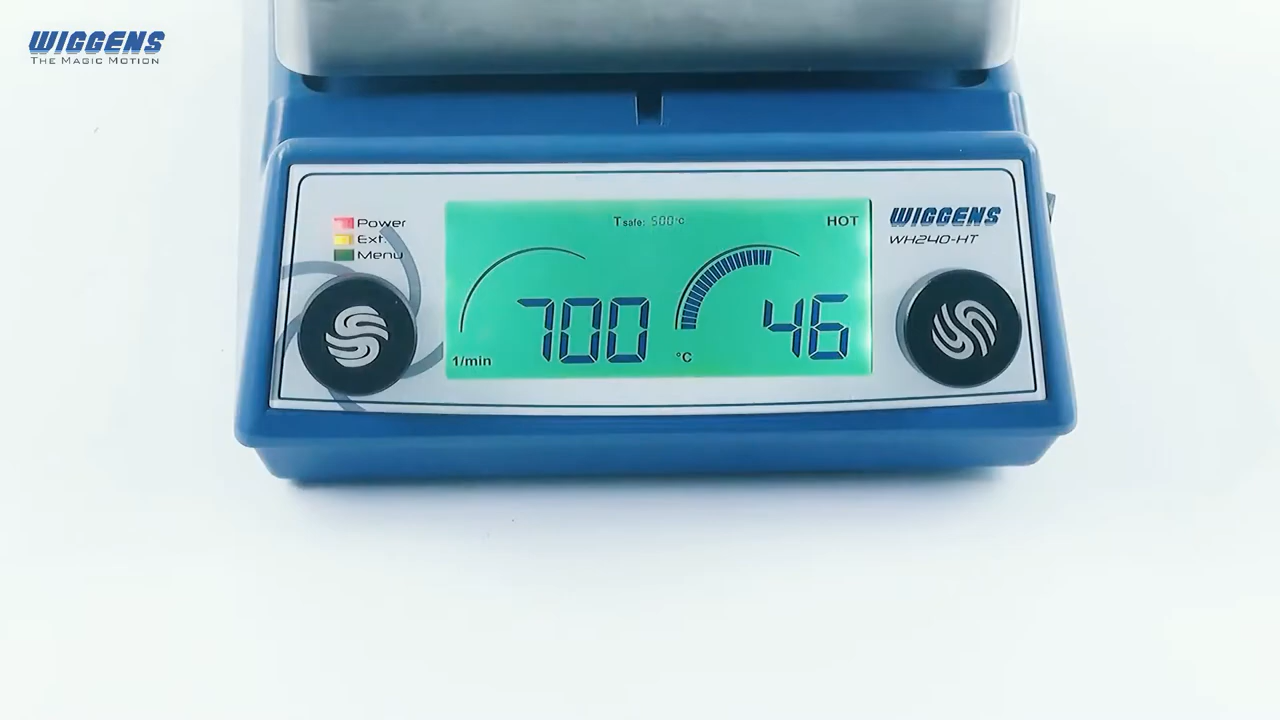 WIGGENS
THE MAGIC MOTION
Power
Ext.
Menu
Tsafe: 500°C
HOT
700
1/min
46
°C
WIGGENS
WH240-HT